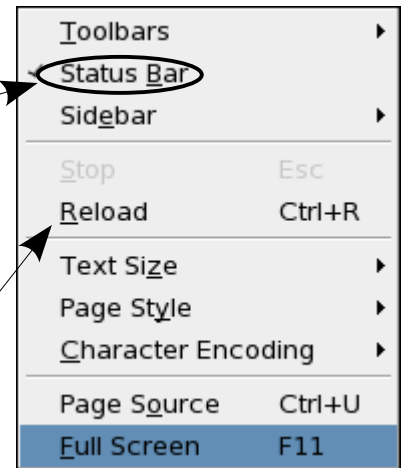 Toolbars
Status Bar
Sidebar
Stop Esc
Reload Ctrl+R
Text Size
Page Style
Character Encoding
Page Source Ctrl+U
Full Screen F11